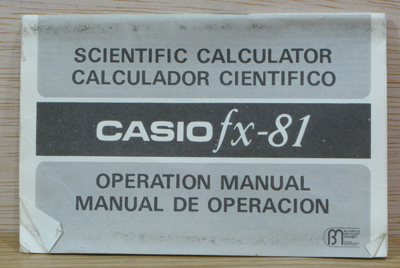 SCIENTIFIC CALCULATOR
CALCULADOR CIENTIFICO
CASIO fx-81
OPERATION MANUAL
MANUAL DE OPERACION